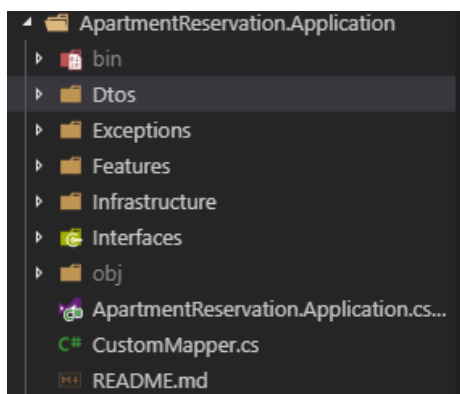 ApartmentReservation.Application
bin
Dtos
Exceptions
Features
Infrastructure
Interfaces
obj
ApartmentReservation.Application.cs...
C# CustomMapper.cs
README.md